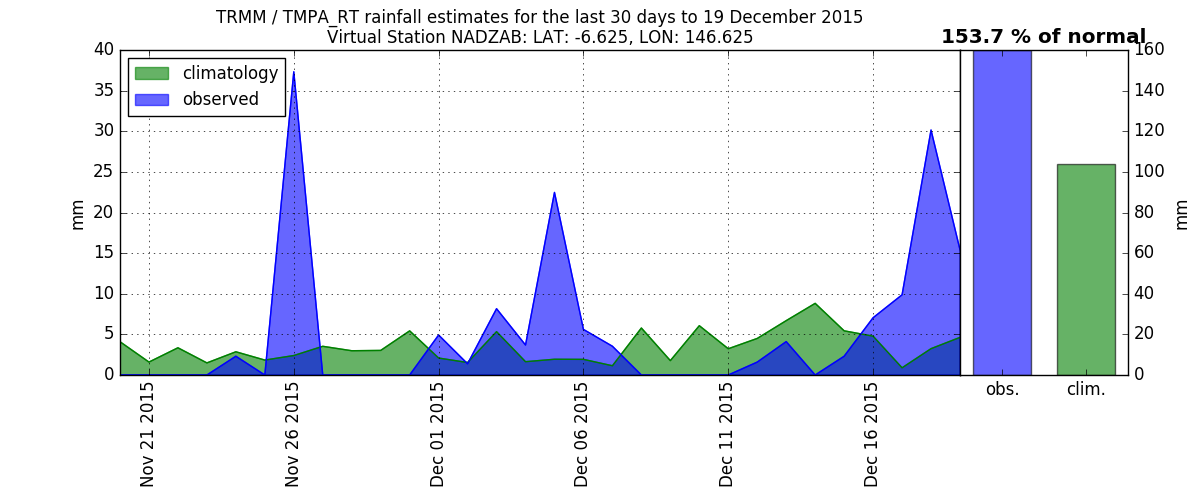 TRMM / TMPA_RT rainfall estimates for the last 30 days to 19 December 2015
Virtual Station NADZAB: LAT: -6.625, LON: 146.625
153.7 % of normal
climatology
observed
mm
40
35
30
25
20
15
10
5
0
Nov 21 2015
Nov 26 2015
Dec 01 2015
Dec 06 2015
Dec 11 2015
Dec 16 2015
obs.
clim.
160
140
120
100
80
60
40
20
0
mm